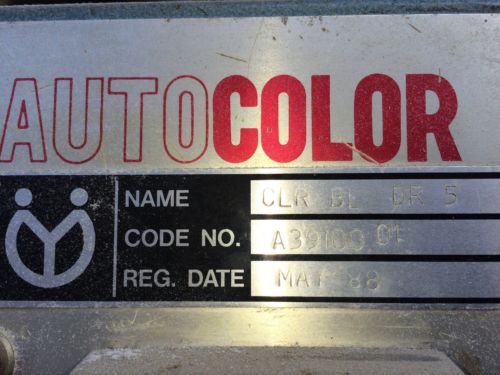 AUTOCOLOR
NAME CLR BL DR 5
CODE NO. A39100 01
REG. DATE MAY 88